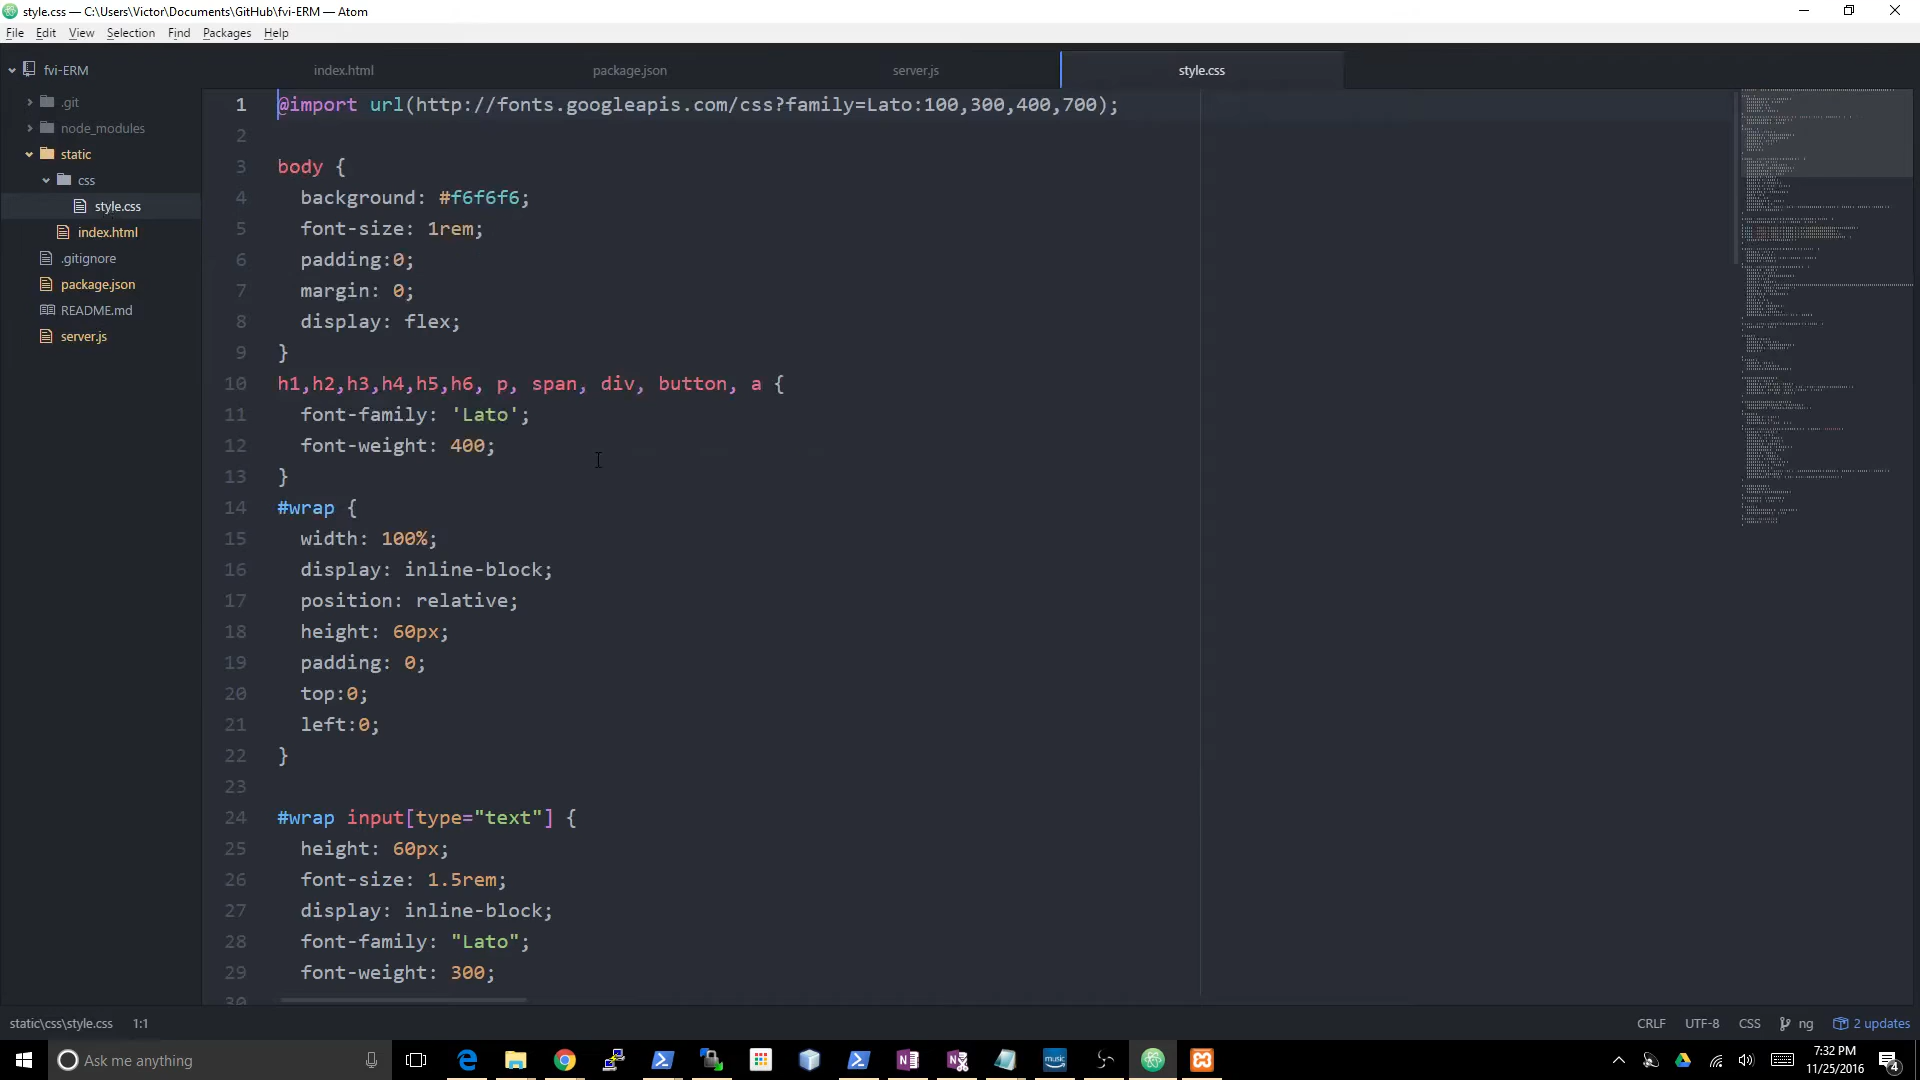 style.css — C:\Users\Victor\Documents\GitHub\fvi-ERM — Atom
File Edit View Selection Find Packages Help
fvi-ERM
.git
node_modules
static
css
style.css
index.html
.gitignore
package.json
README.md
server.js
index.html package.json server.js style.css
1 @import url(http://fonts.googleapis.com/css?family=Lato:100,300,400,700);
2
3 body {
4 background: #f6f6f6;
5 font-size: 1rem;
6 padding:0;
7 margin: 0;
8 display: flex;
9 }
10 h1,h2,h3,h4,h5,h6, p, span, div, button, a {
11 font-family: 'Lato';
12 font-weight: 400;
13 }
14 #wrap {
15 width: 100%;
16 display: inline-block;
17 position: relative;
18 height: 60px;
19 padding: 0;
20 top:0;
21 left:0;
22 }
23
24 #wrap input[type="text"] {
25 height: 60px;
26 font-size: 1.5rem;
27 display: inline-block;
28 font-family: "Lato";
29 font-weight: 300;
30
static\css\style.css 1:1 CRLF UTF-8 CSS ng 2 updates
Ask me anything
music
7:32 PM
11/25/2016
4